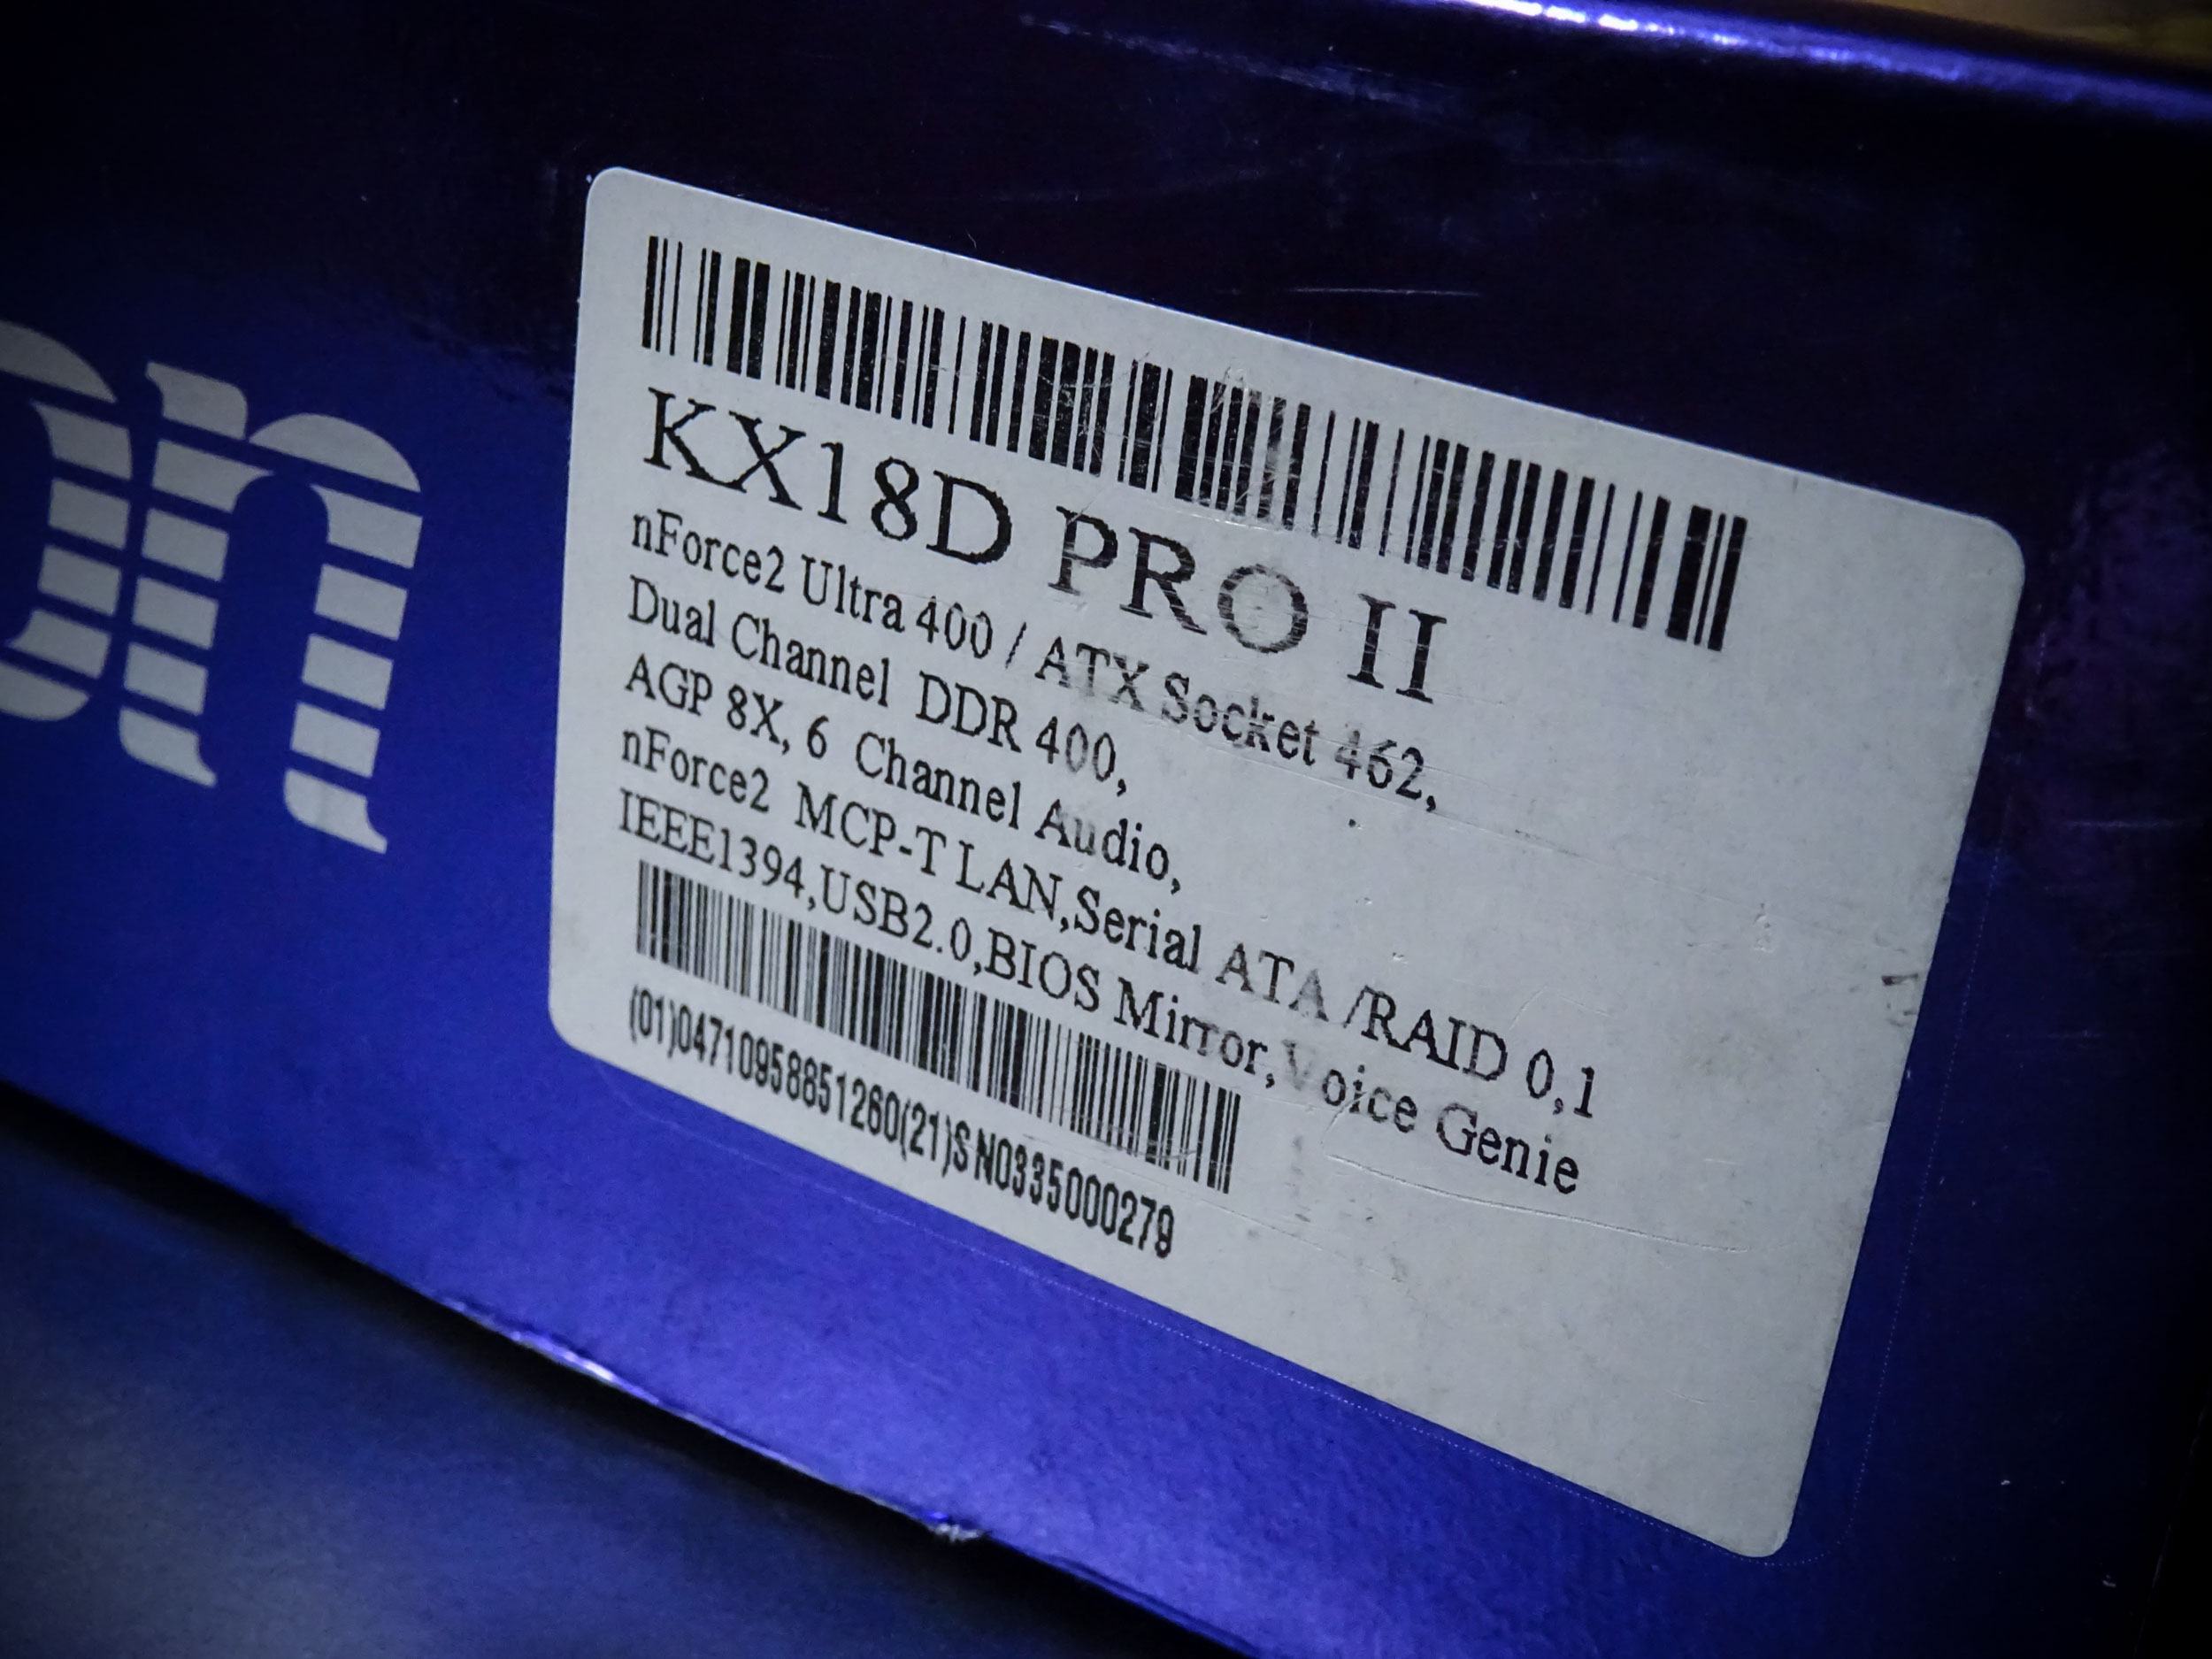 on
KX18D PRO II
nForce2 Ultra 400 / ATX Socket 462,
Dual Channel DDR 400,
AGP 8X, 6 Channel Audio,
nForce2 MCP-T LAN,Serial ATA /RAID 0,1
IEEE1394,USB2.0,BIOS Mirror,Voice Genie
(01)04710958851260(21)SN0335000279